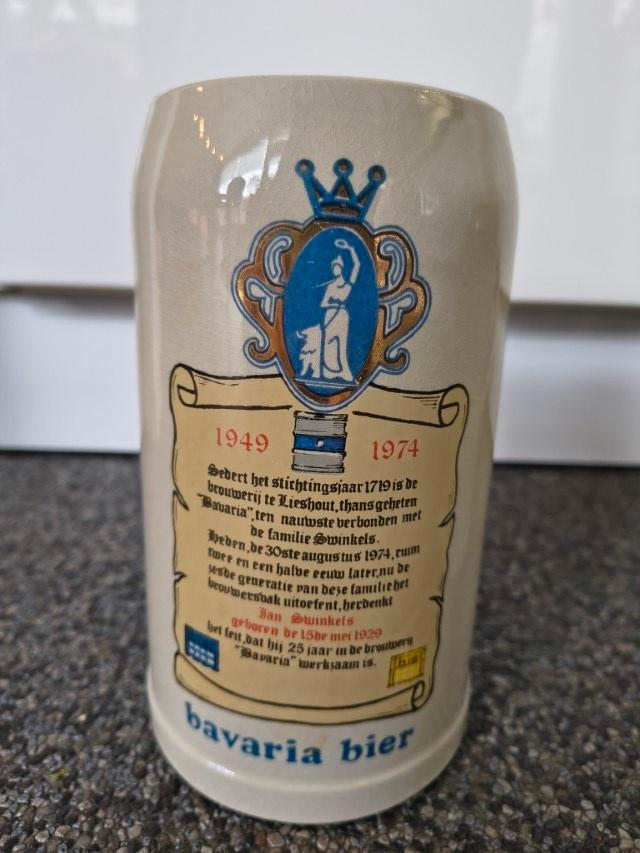 1949 1974
Sedert het stichtingsjaar 1719 is de
brouwerij te Lieshout, thans geheten
"Bavaria", ten nauwste verbonden met
de familie Swinkels.
Heden, de 30ste augustus 1974, ruim
twee en een halve eeuw later, nu de
zesde generatie van deze familie het
brouwersvak uitoefent, herdenkt
Jan Swinkels
geboren de 15de mei 1929
het feit, dat hij 25 jaar in de brouwerij
"Bavaria" werkzaam is.
bier
bavaria bier